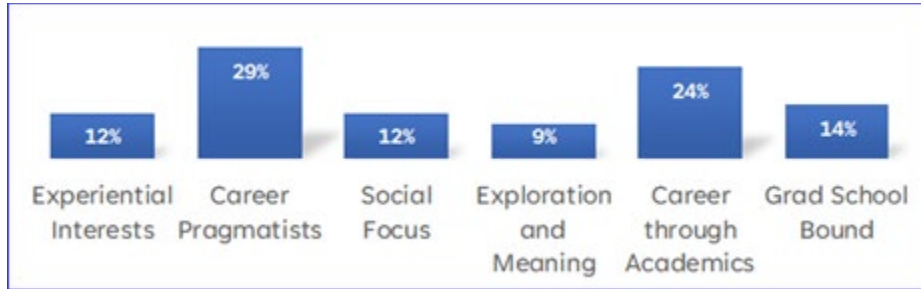 29%
24%
12%
12%
9%
14%
Experiential Interests
Career Pragmatists
Social Focus
Exploration and Meaning
Career through Academics
Grad School Bound